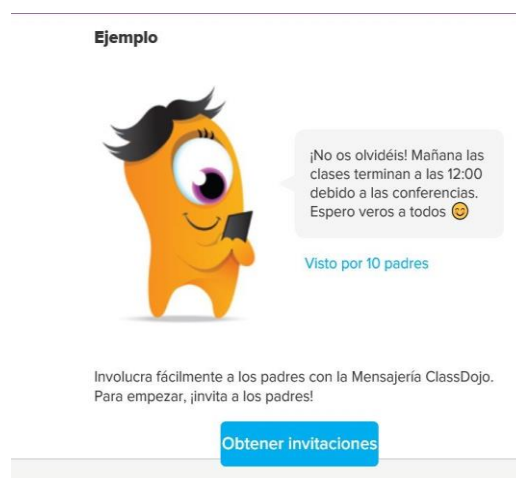 Ejemplo
¡No os olvidéis! Mañana las
clases terminan a las 12:00
debido a las conferencias.
Espero veros a todos 😊
Visto por 10 padres
Involucra fácilmente a los padres con la Mensajería ClassDojo.
Para empezar, ¡invita a los padres!
Obtener invitaciones